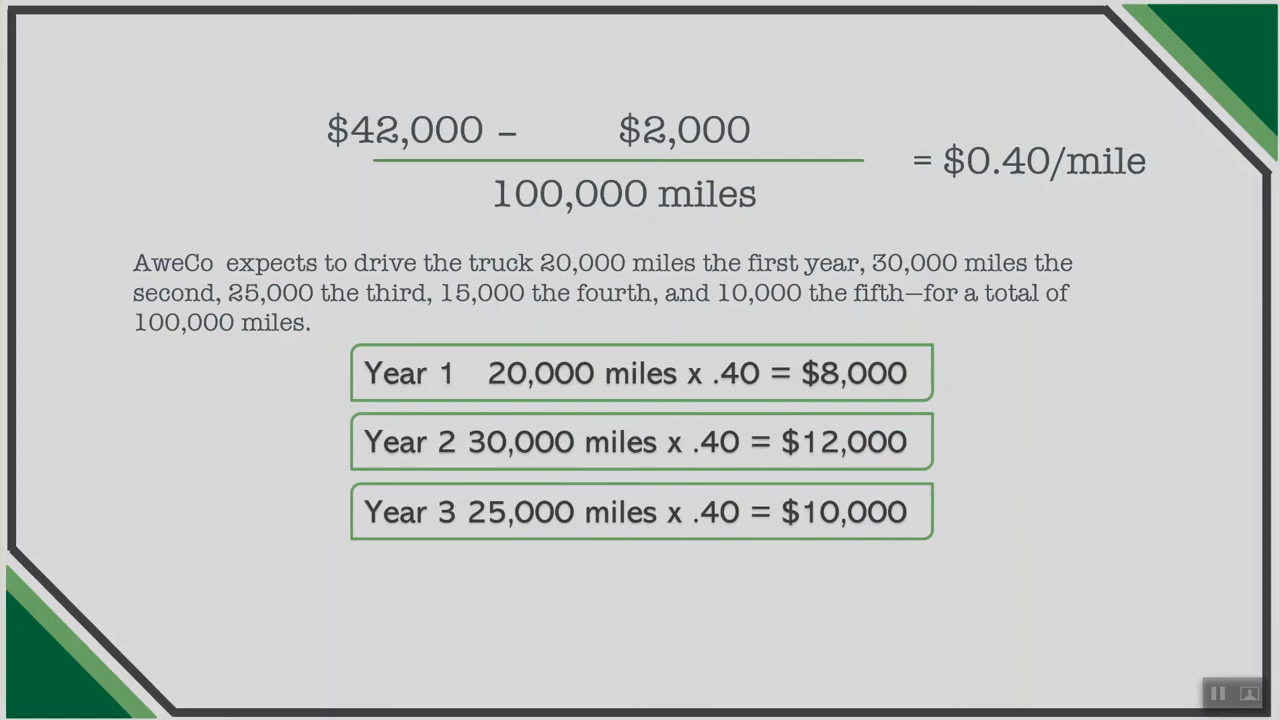 $42,000 – $2,000
100,000 miles
= $0.40/mile
AweCo expects to drive the truck 20,000 miles the first year, 30,000 miles the
second, 25,000 the third, 15,000 the fourth, and 10,000 the fifth—for a total of
100,000 miles.
Year 1 20,000 miles x .40 = $8,000
Year 2 30,000 miles x .40 = $12,000
Year 3 25,000 miles x .40 = $10,000